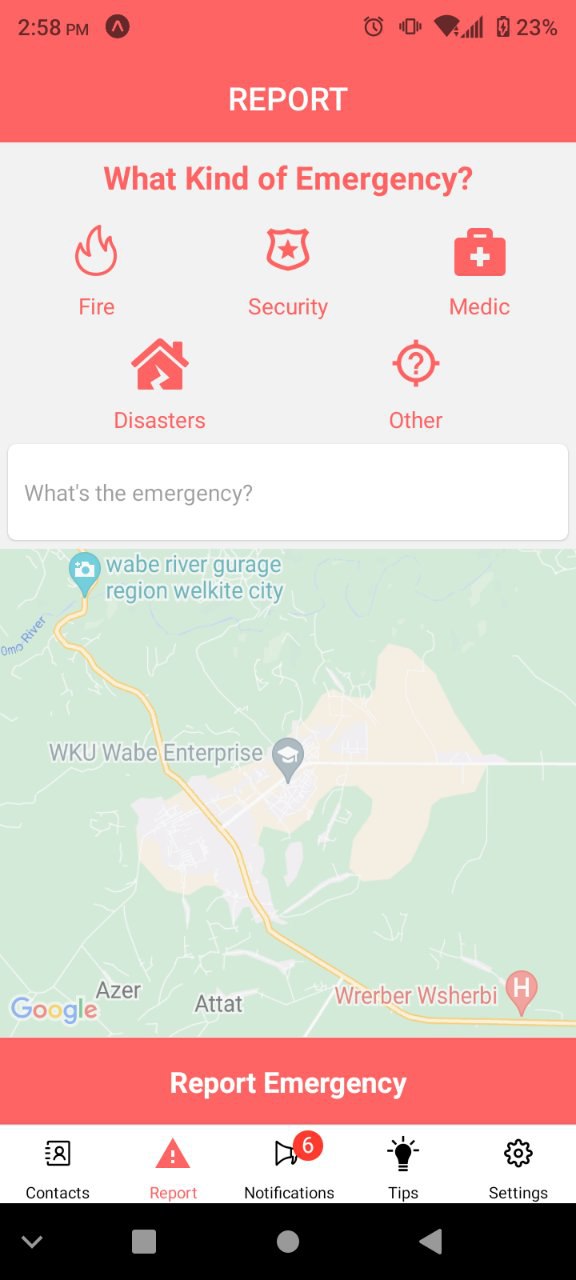 2:58 PM 23%
REPORT
What Kind of Emergency?
Fire Security Medic
Disasters Other
What's the emergency?
wabe river gurage
region welkite city
Omo River
WKU Wabe Enterprise
Azer
Attat
Wrerber Wsherbi H
Google
Report Emergency
6
Contacts Report Notifications Tips Settings